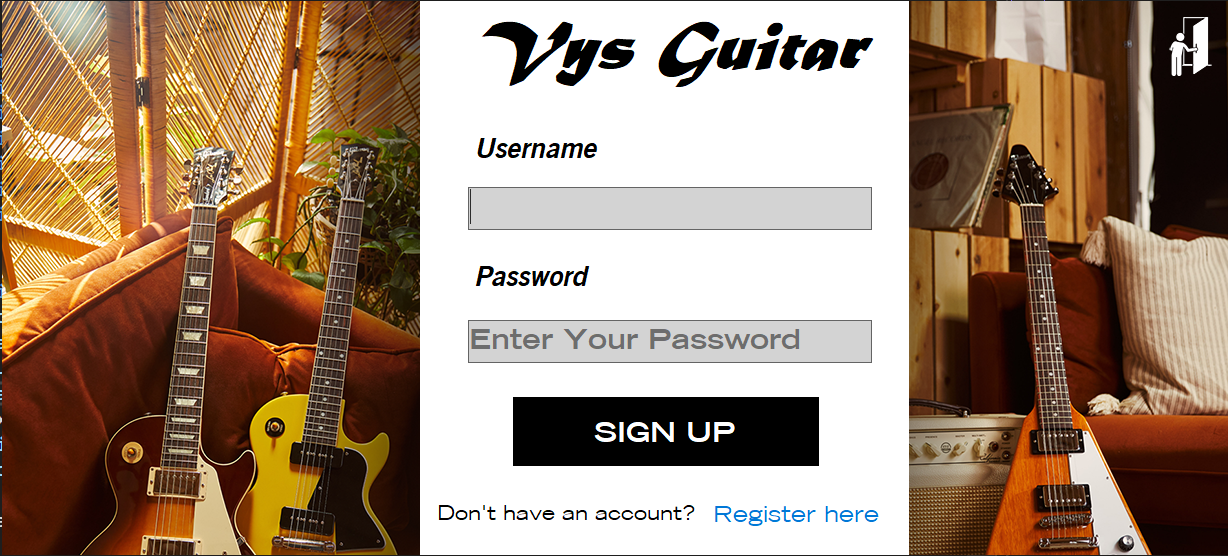 Vys Guitar
Username
Password
Enter Your Password
SIGN UP
Don't have an account? Register here